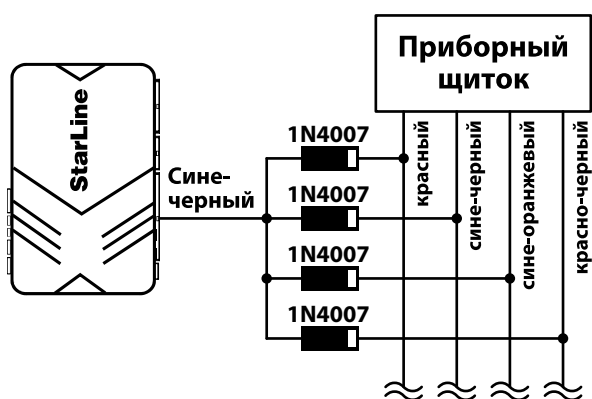 Приборный
щиток
StarLine
Сине-
черный
1N4007
1N4007
1N4007
1N4007
красный
сине-черный
сине-оранжевый
красно-черный